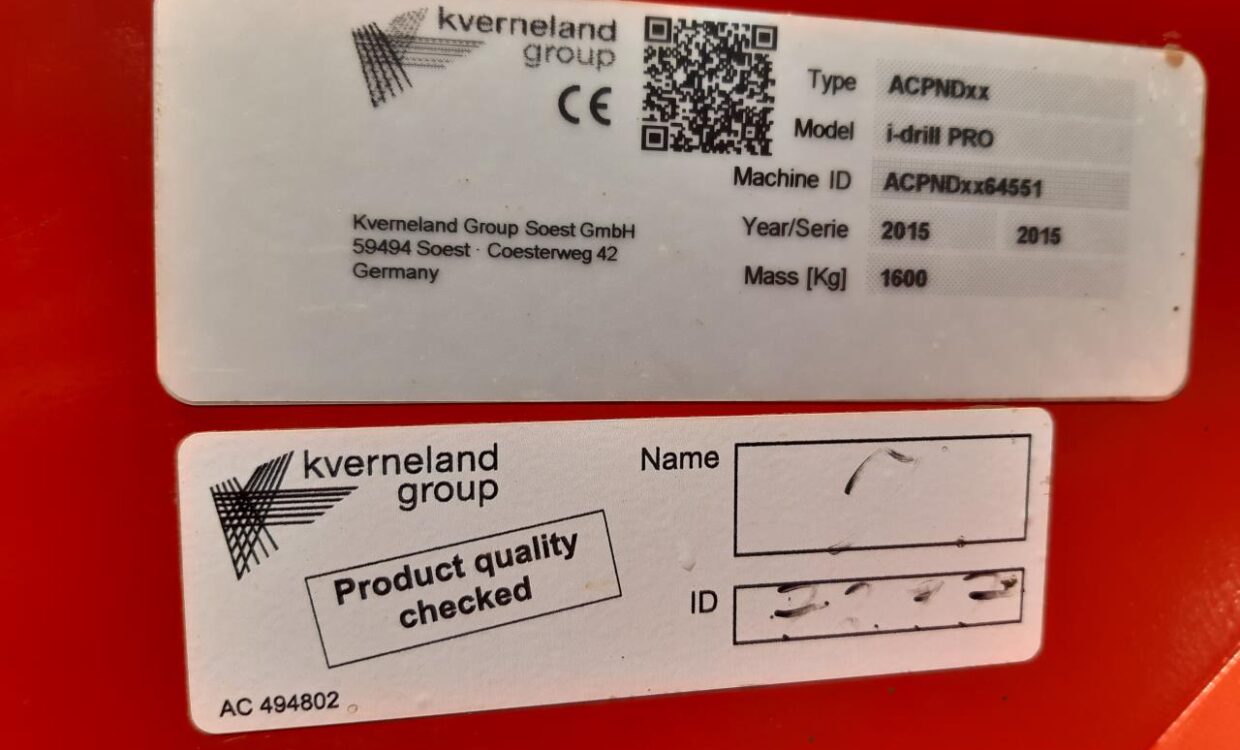 kverneland
group
CE
Type ACPNDxx
Model i-drill PRO
Machine ID ACPNDxx64551
Year/Serie 2015 2015
Mass [Kg] 1600
Kverneland Group Soest GmbH
59494 Soest · Coesterweg 42
Germany
kverneland
group
Product quality
checked
Name
ID
AC 494802